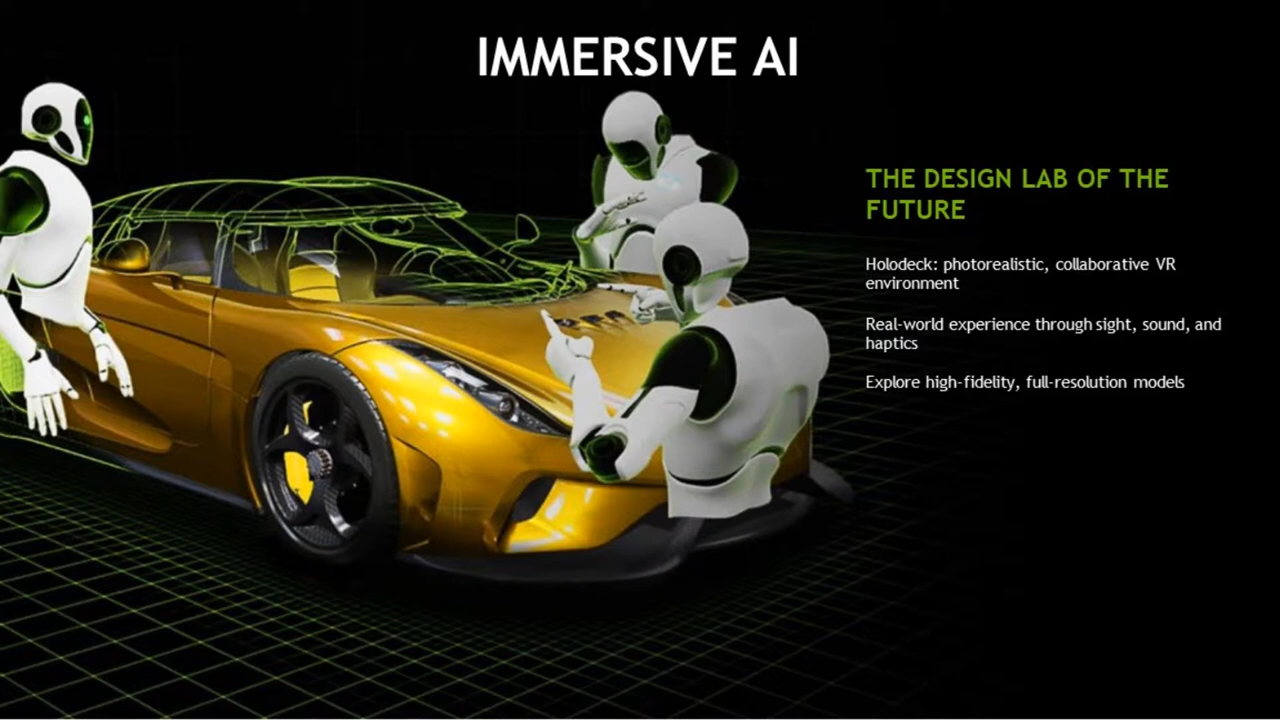 IMMERSIVE AI
THE DESIGN LAB OF THE
FUTURE
Holodeck: photorealistic, collaborative VR
environment
Real-world experience through sight, sound, and
haptics
Explore high-fidelity, full-resolution models